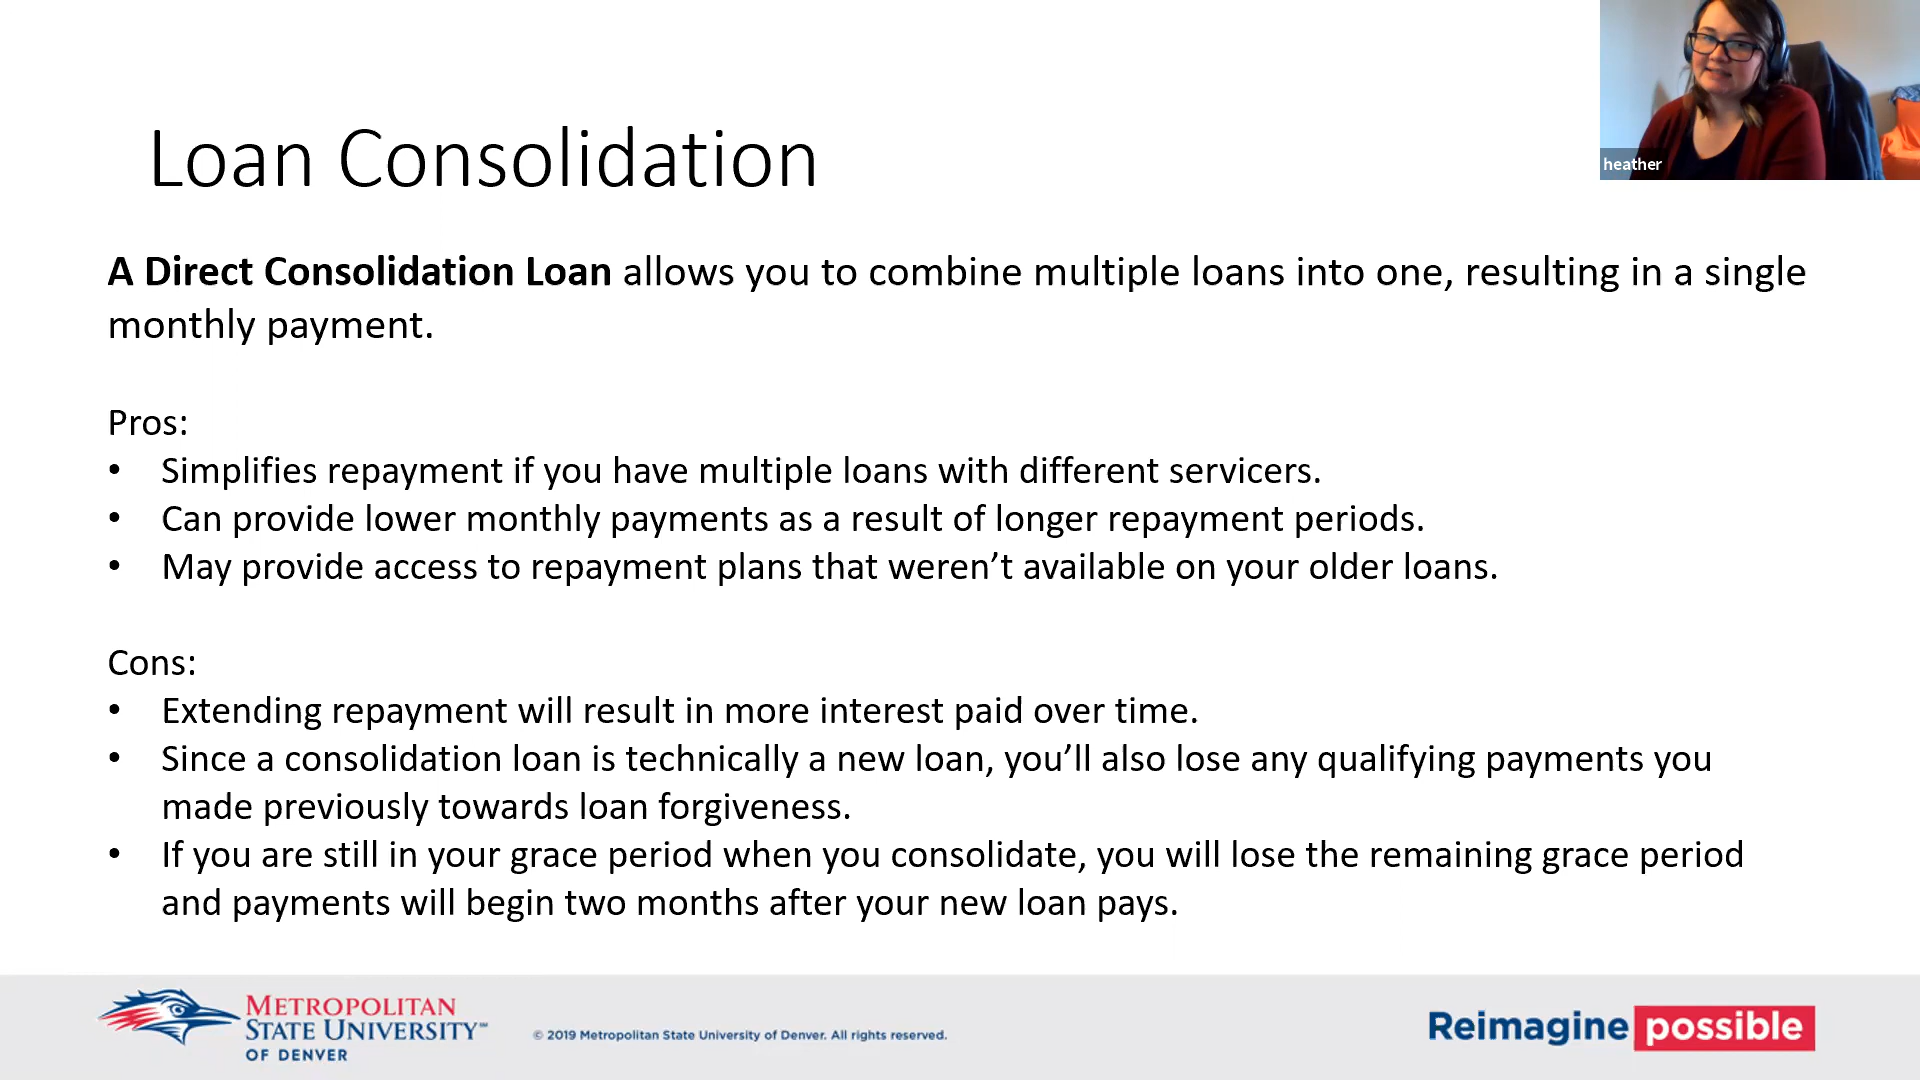 heather
Loan Consolidation
A Direct Consolidation Loan allows you to combine multiple loans into one, resulting in a single
monthly payment.
Pros:
• Simplifies repayment if you have multiple loans with different servicers.
• Can provide lower monthly payments as a result of longer repayment periods.
• May provide access to repayment plans that weren’t available on your older loans.
Cons:
• Extending repayment will result in more interest paid over time.
• Since a consolidation loan is technically a new loan, you’ll also lose any qualifying payments you
made previously towards loan forgiveness.
• If you are still in your grace period when you consolidate, you will lose the remaining grace period
and payments will begin two months after your new loan pays.
METROPOLITAN
STATE UNIVERSITY℠
OF DENVER
© 2019 Metropolitan State University of Denver. All rights reserved.
Reimagine possible